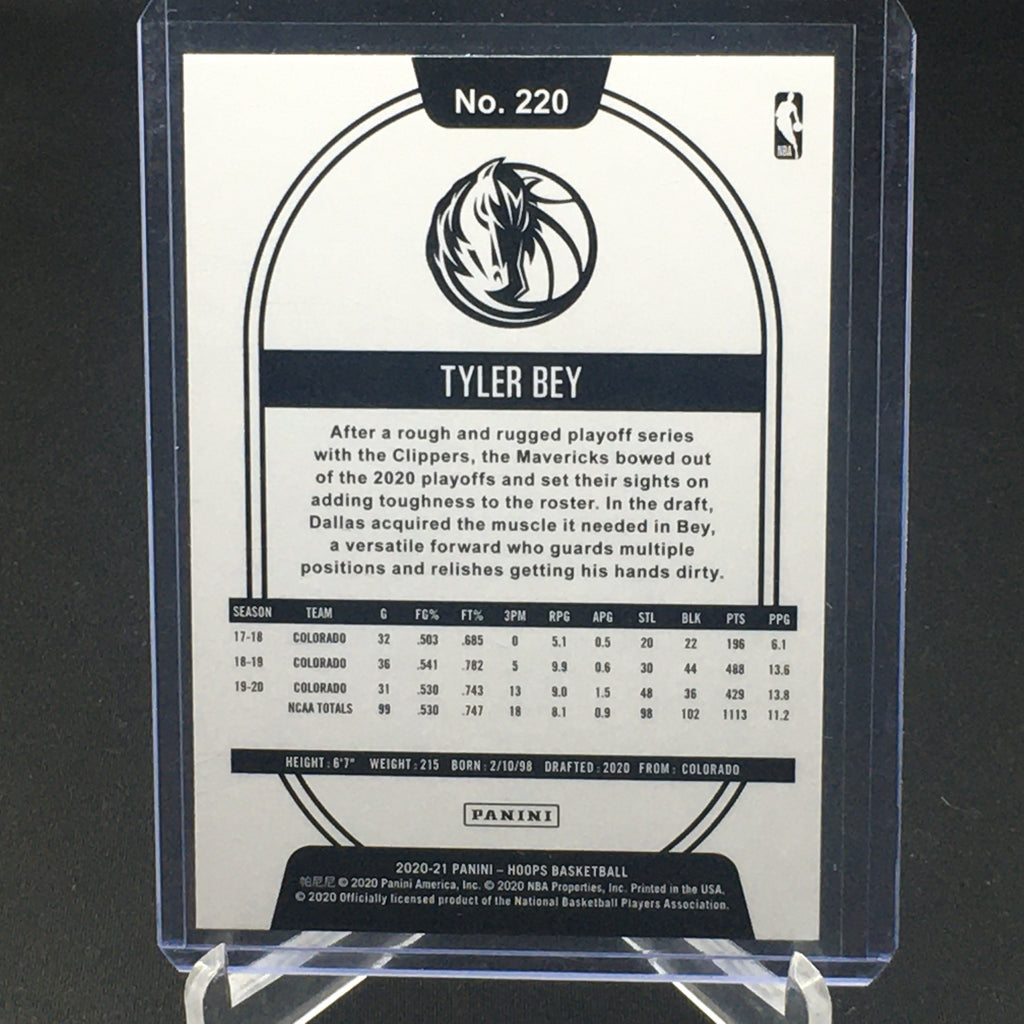 No. 220
NBA
TYLER BEY
After a rough and rugged playoff series
with the Clippers, the Mavericks bowed out
of the 2020 playoffs and set their sights on
adding toughness to the roster. In the draft,
Dallas acquired the muscle it needed in Bey,
a versatile forward who guards multiple
positions and relishes getting his hands dirty.
SEASON TEAM G FG% FT% 3PM RPG APG STL BLK PTS PPG
17-18 COLORADO 32 .503 .685 0 5.1 0.5 20 22 196 6.1
18-19 COLORADO 36 .541 .782 5 9.9 0.6 30 44 488 13.6
19-20 COLORADO 31 .530 .743 13 9.0 1.5 48 36 429 13.8
NCAA TOTALS 99 .530 .747 18 8.1 0.9 98 102 1113 11.2
HEIGHT: 6'7" WEIGHT: 215 BORN: 2/10/98 DRAFTED: 2020 FROM: COLORADO
PANINI
2020-21 PANINI – HOOPS BASKETBALL
帕尼尼 © 2020 Panini America, Inc. © 2020 NBA Properties, Inc. Printed in the USA.
© 2020 Officially licensed product of the National Basketball Players Association.